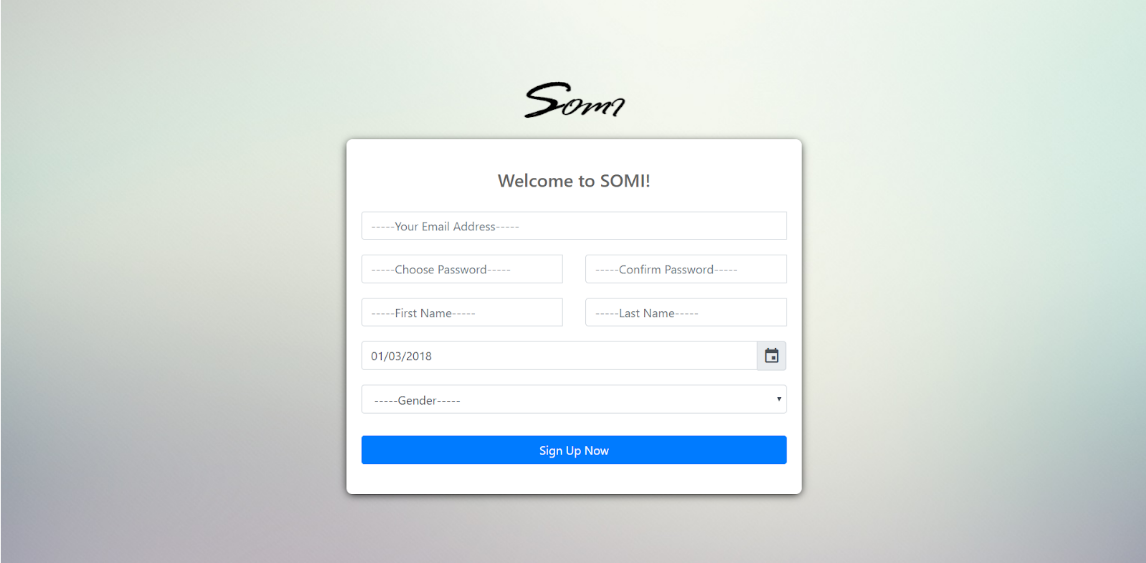 Somi
Welcome to SOMI!
-----Your Email Address-----
-----Choose Password----- -----Confirm Password-----
-----First Name----- -----Last Name-----
01/03/2018
-----Gender-----
Sign Up Now